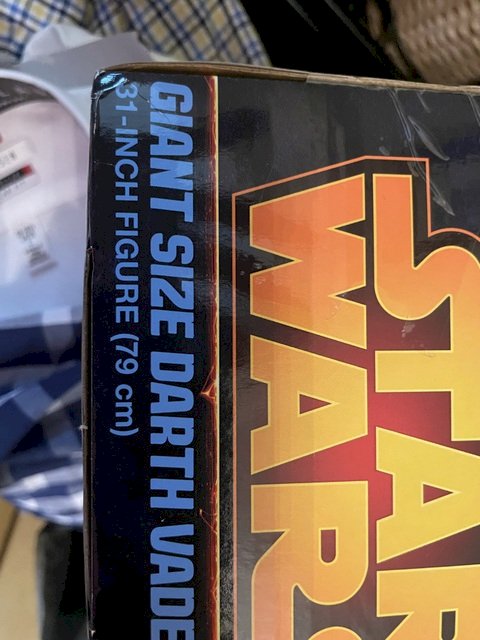 STAR
WARS
GIANT SIZE DARTH VADE
31-INCH FIGURE (79 cm)